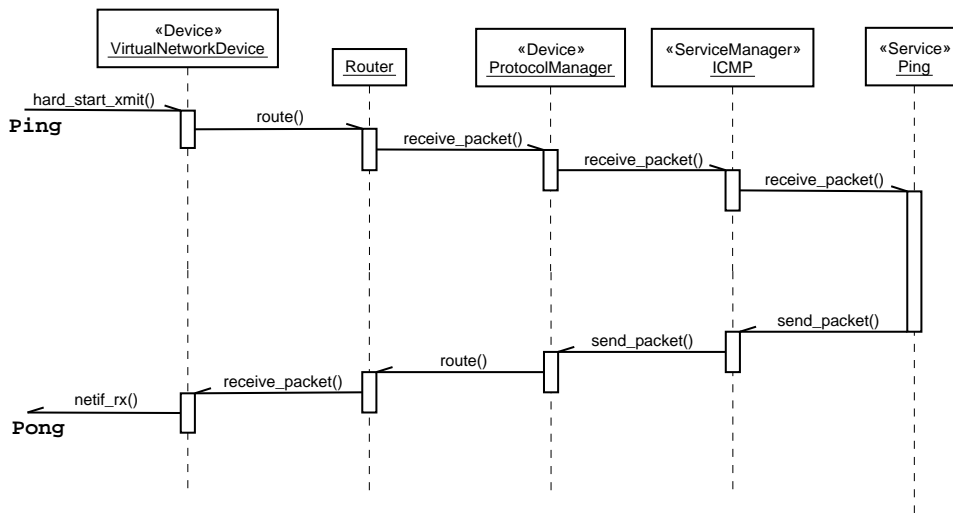 «Device»
VirtualNetworkDevice
Router
«Device»
ProtocolManager
«ServiceManager»
ICMP
«Service»
Ping
hard_start_xmit()
Ping
route()
receive_packet()
receive_packet()
receive_packet()
send_packet()
send_packet()
route()
receive_packet()
netif_rx()
Pong